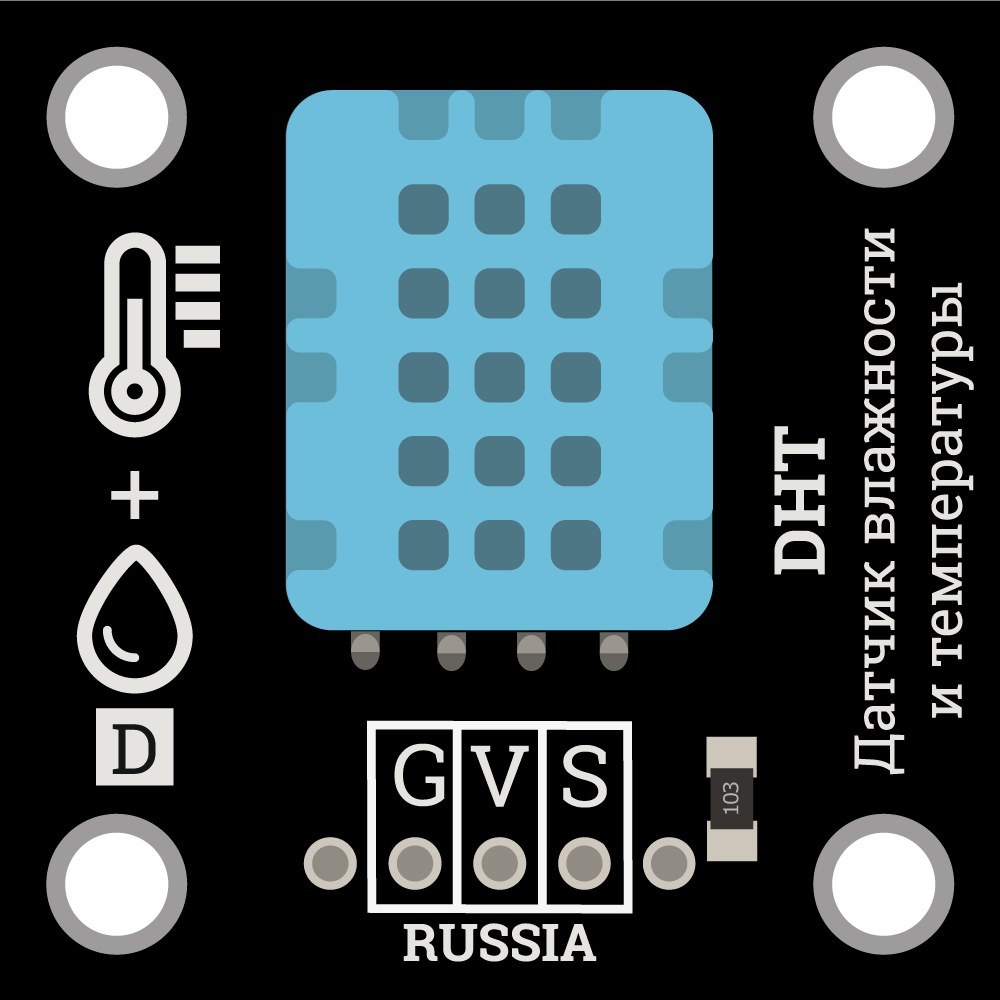 DHT
Датчик влажности
и температуры
D
G V S
103
RUSSIA